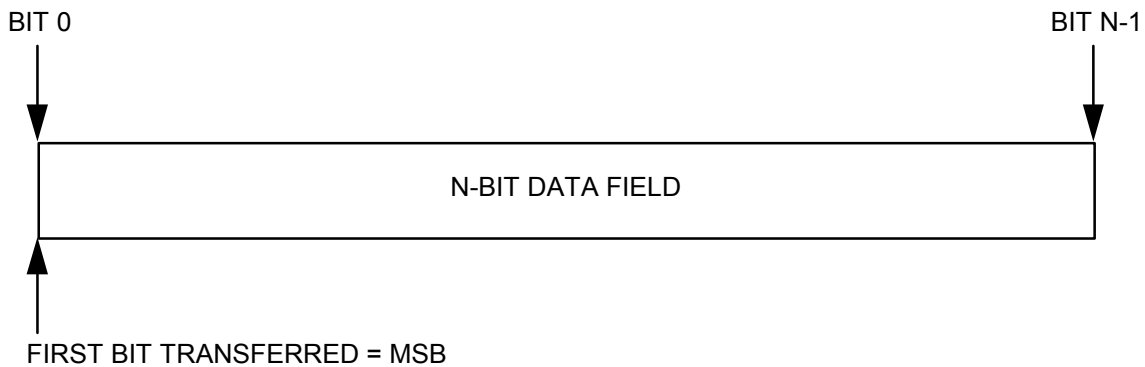 BIT 0
BIT N-1
N-BIT DATA FIELD
FIRST BIT TRANSFERRED = MSB